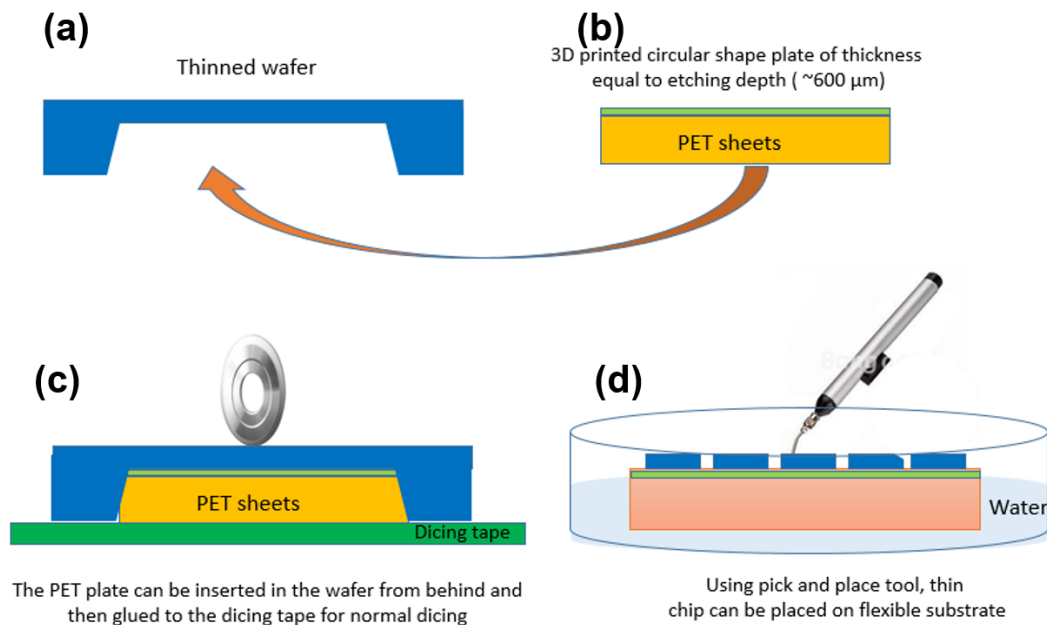 (a)
Thinned wafer
(b)
3D printed circular shape plate of thickness
equal to etching depth ( ~600 μm)
PET sheets
(c)
PET sheets
Dicing tape
The PET plate can be inserted in the wafer from behind and
then glued to the dicing tape for normal dicing
(d)
Water
Using pick and place tool, thin
chip can be placed on flexible substrate